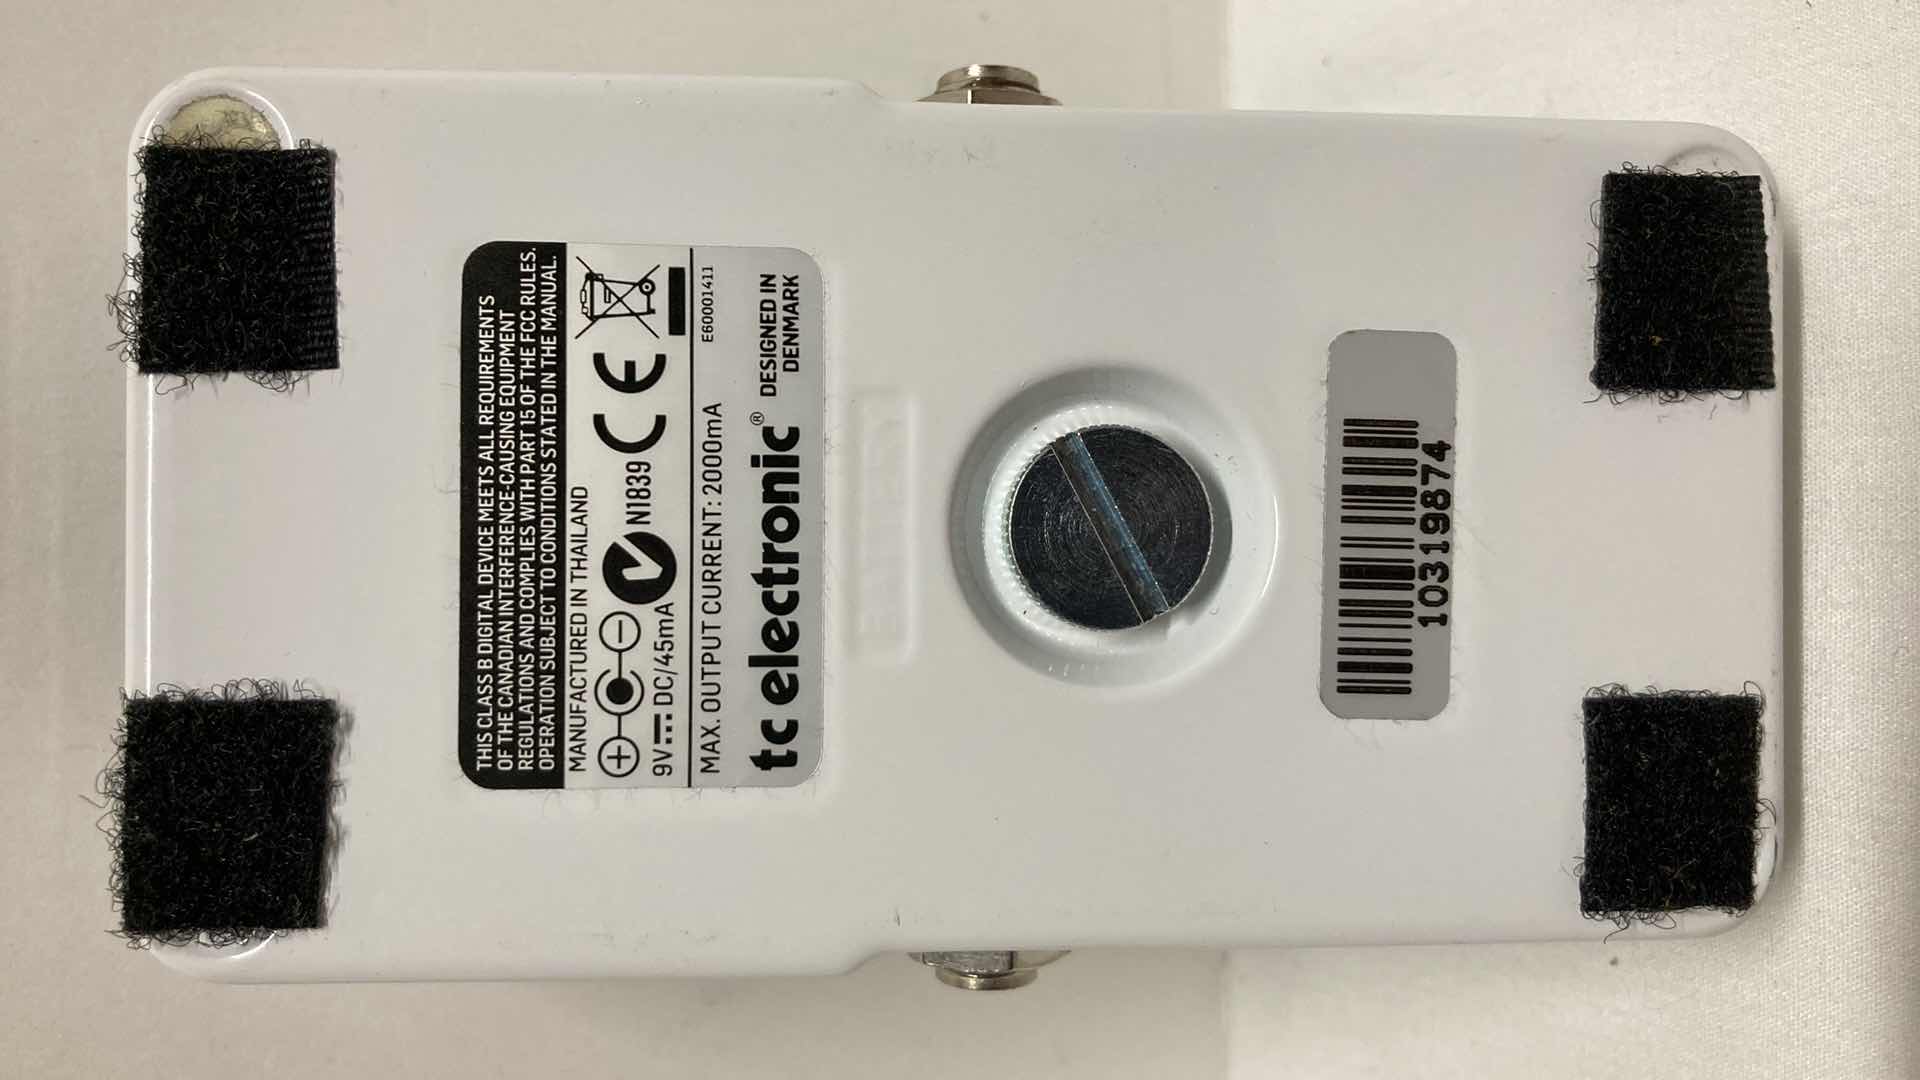 THIS CLASS B DIGITAL DEVICE MEETS ALL REQUIREMENTS
OF THE CANADIAN INTERFERENCE-CAUSING EQUIPMENT
REGULATIONS AND COMPLIES WITH PART 15 OF THE FCC RULES.
OPERATION SUBJECT TO CONDITIONS STATED IN THE MANUAL.
MANUFACTURED IN THAILAND
9V DC/45mA N1839 CE
MAX. OUTPUT CURRENT: 2000mA E60001411
tc electronic® DESIGNED IN
DENMARK
10319874